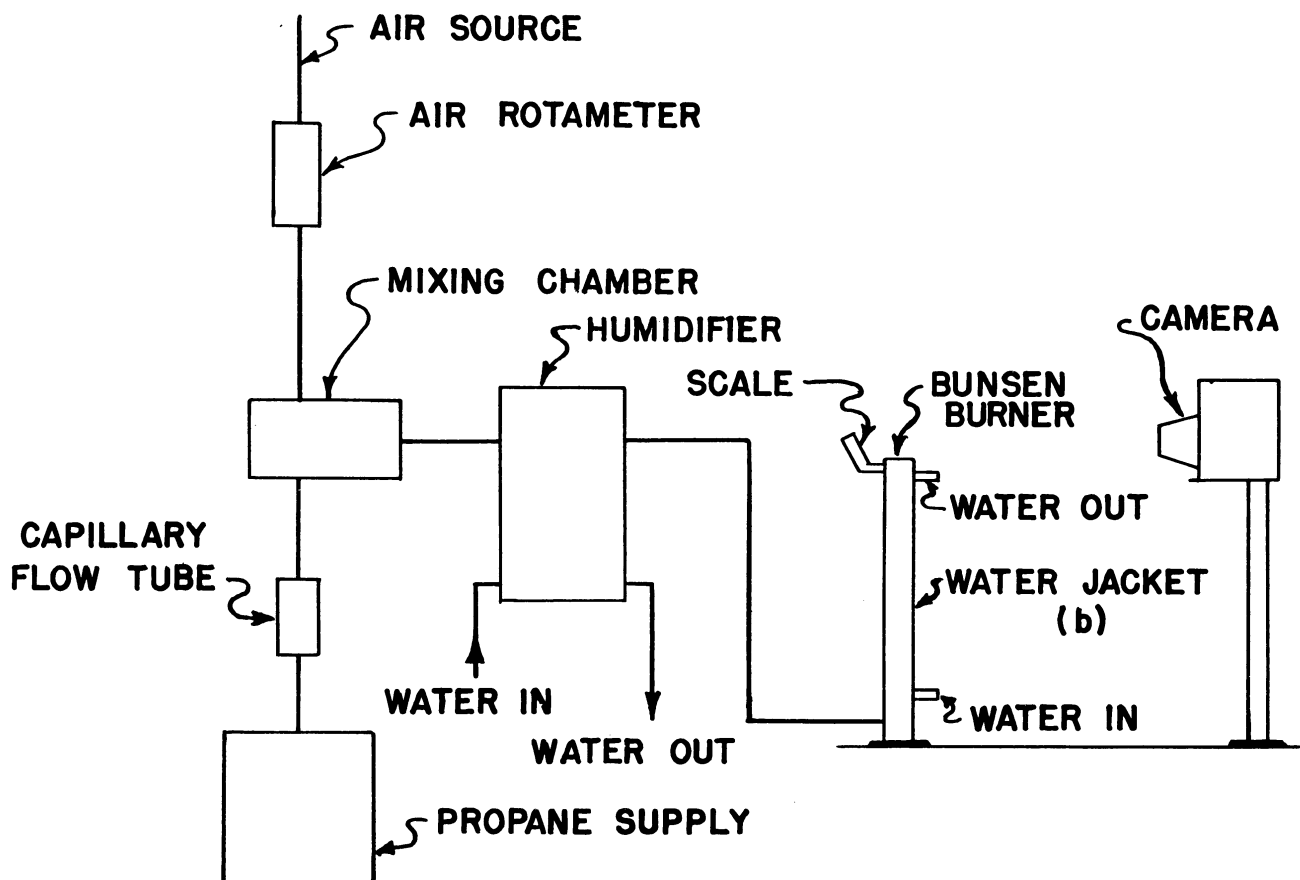 AIR SOURCE
AIR ROTAMETER
MIXING CHAMBER
HUMIDIFIER
CAMERA
SCALE
BUNSEN
BURNER
WATER OUT
CAPILLARY
FLOW TUBE
WATER JACKET
(b)
WATER IN
WATER IN
WATER OUT
PROPANE SUPPLY